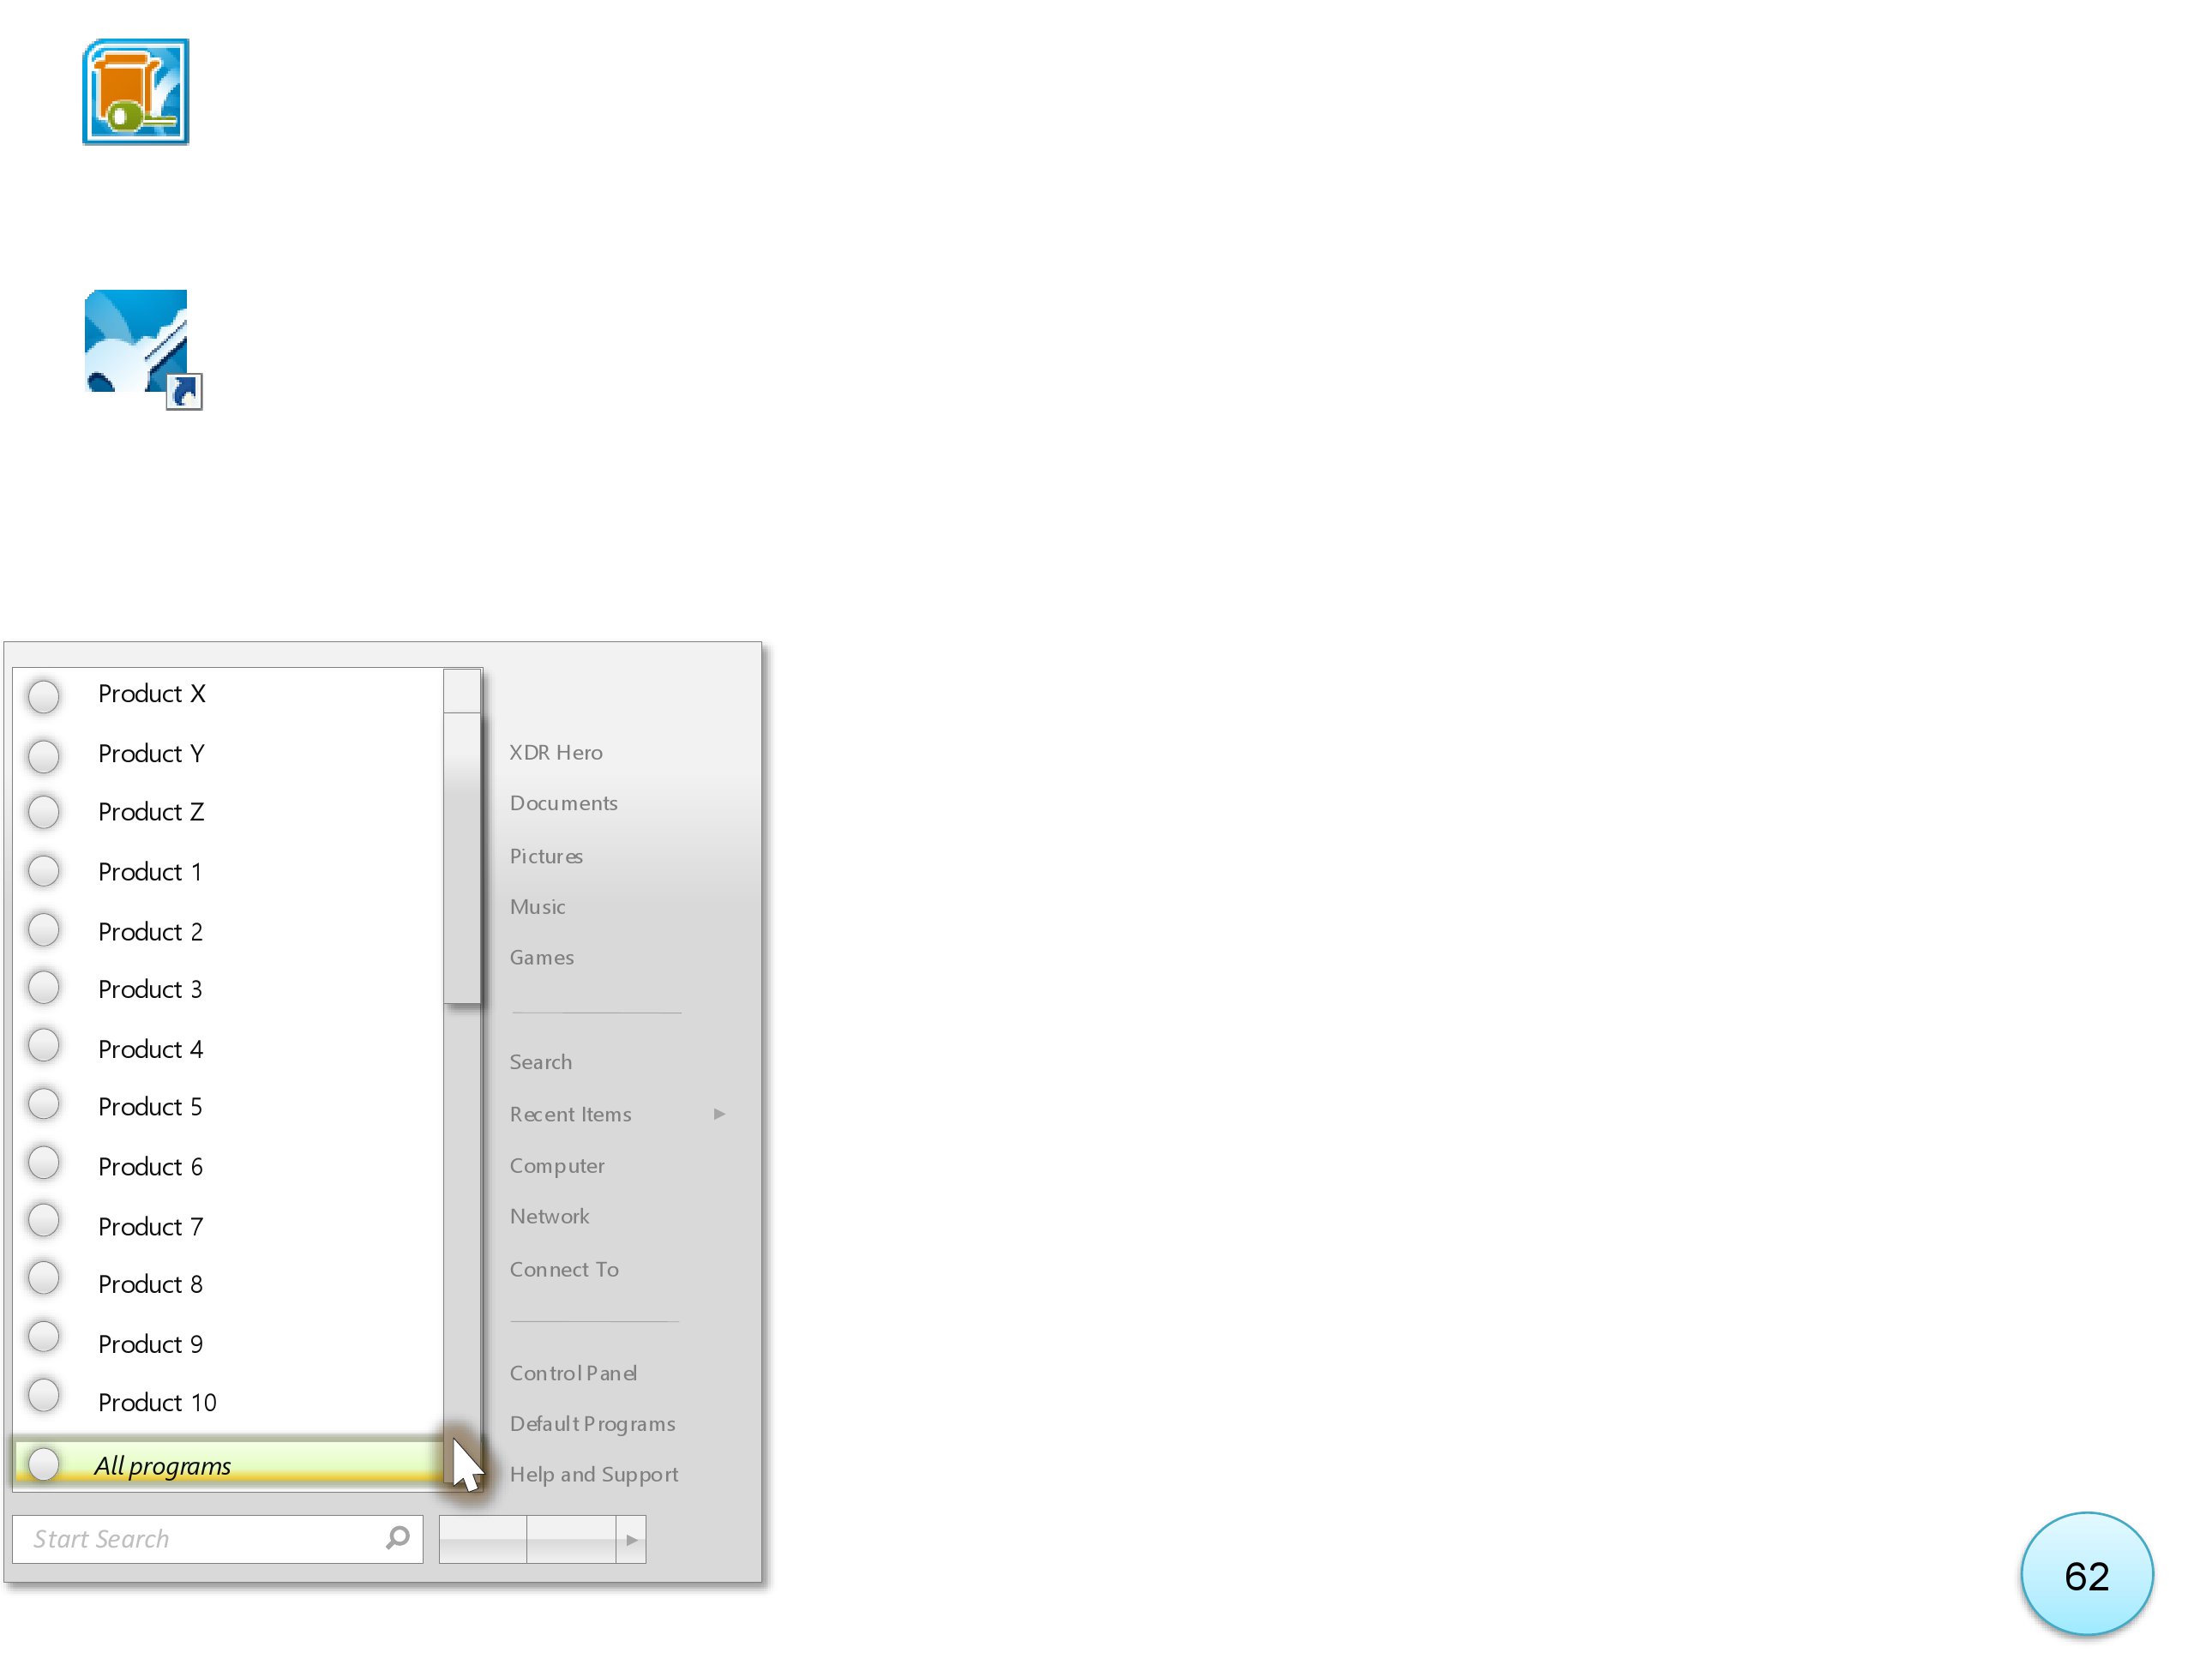 Product X
Product Y
Product Z
Product 1
Product 2
Product 3
Product 4
Product 5
Product 6
Product 7
Product 8
Product 9
Product 10
All programs
Start Search
XDR Hero
Documents
Pictures
Music
Games
Search
Recent Items
Computer
Network
Connect To
Control Panel
Default Programs
Help and Support
62